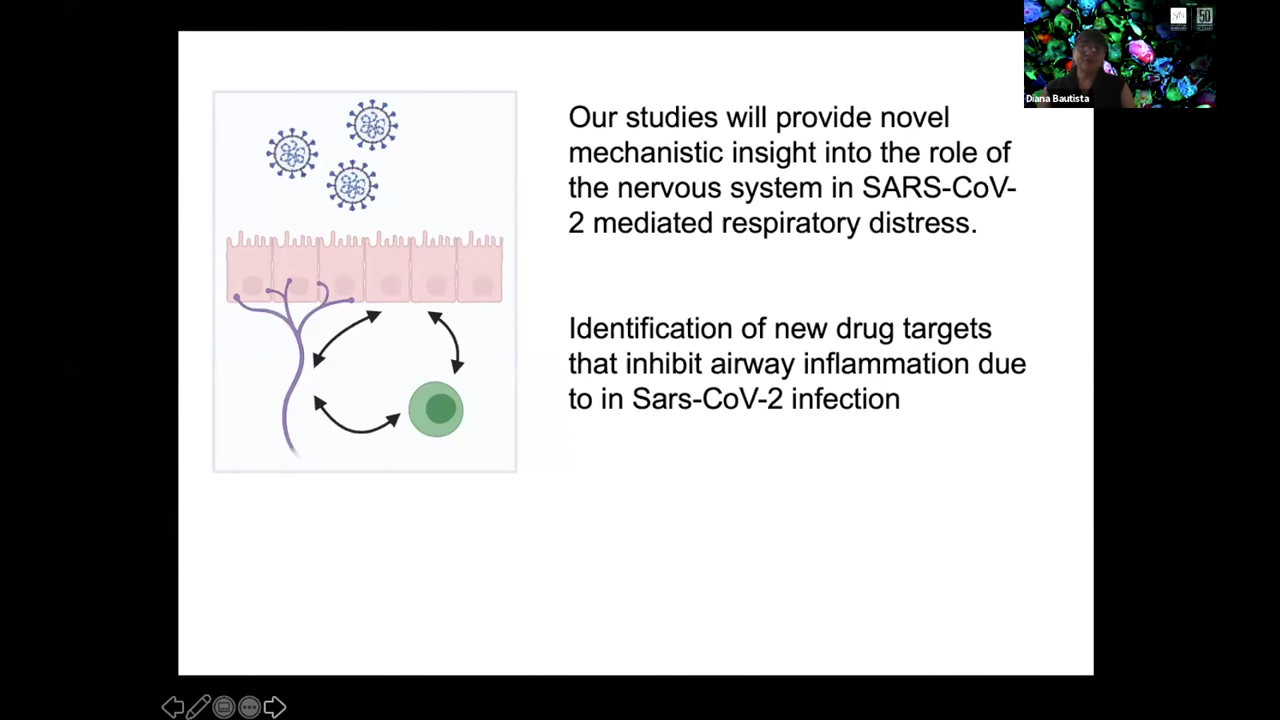 Our studies will provide novel
mechanistic insight into the role of
the nervous system in SARS-CoV-
2 mediated respiratory distress.
Identification of new drug targets
that inhibit airway inflammation due
to in Sars-CoV-2 infection
Diana Bautista
50